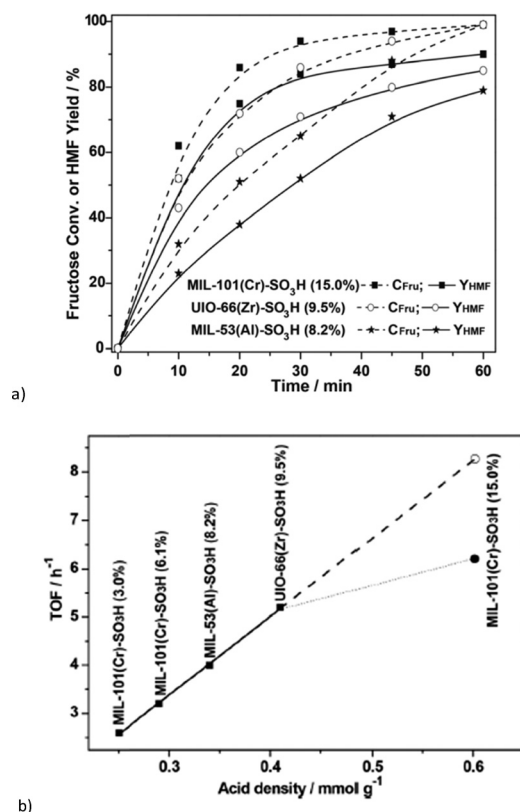 100
80
60
40
20
0
Fructose Conv. or HMF Yield / %
MIL-101(Cr)-SO3H (15.0%) CFru; YHMF
UIO-66(Zr)-SO3H (9.5%) CFru; YHMF
MIL-53(Al)-SO3H (8.2%) CFru; YHMF
0 10 20 30 40 50 60
Time / min
a)
8
7
6
5
4
3
TOF / h-1
MIL-101(Cr)-SO3H (3.0%)
MIL-101(Cr)-SO3H (6.1%)
MIL-53(Al)-SO3H (8.2%)
UIO-66(Zr)-SO3H (9.5%)
MIL-101(Cr)-SO3H (15.0%)
0.3 0.4 0.5 0.6
Acid density / mmol g-1
b)